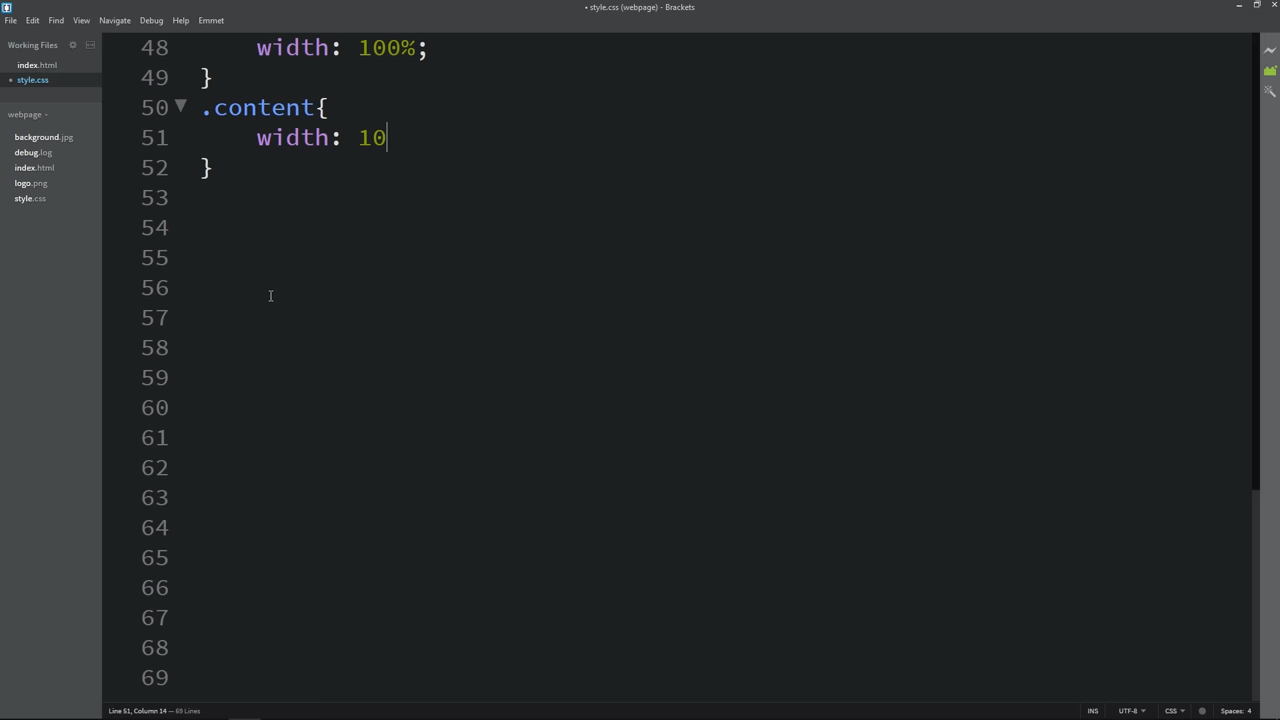 • style.css (webpage) - Brackets
File Edit Find View Navigate Debug Help Emmet
Working Files
index.html
• style.css
webpage
background.jpg
debug.log
index.html
logo.png
style.css
48 width: 100%;
49 }
50 .content{
51 width: 10
52 }
53
54
55
56
57
58
59
60
61
62
63
64
65
66
67
68
69
Line 51, Column 14 — 69 Lines
INS UTF-8 CSS Spaces: 4